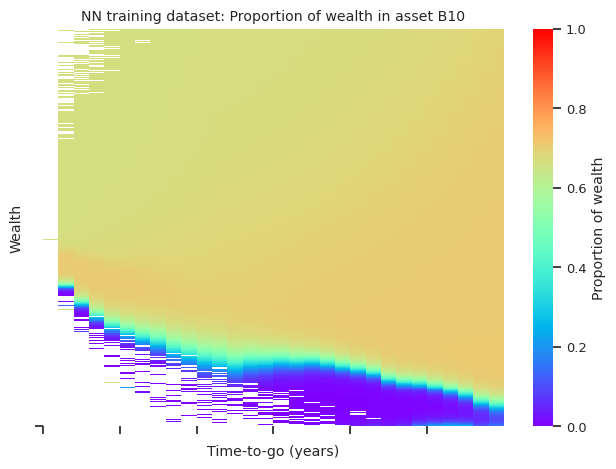 NN training dataset: Proportion of wealth in asset B10
Wealth
Time-to-go (years)
1.0
0.8
0.6
0.4
0.2
0.0
Proportion of wealth